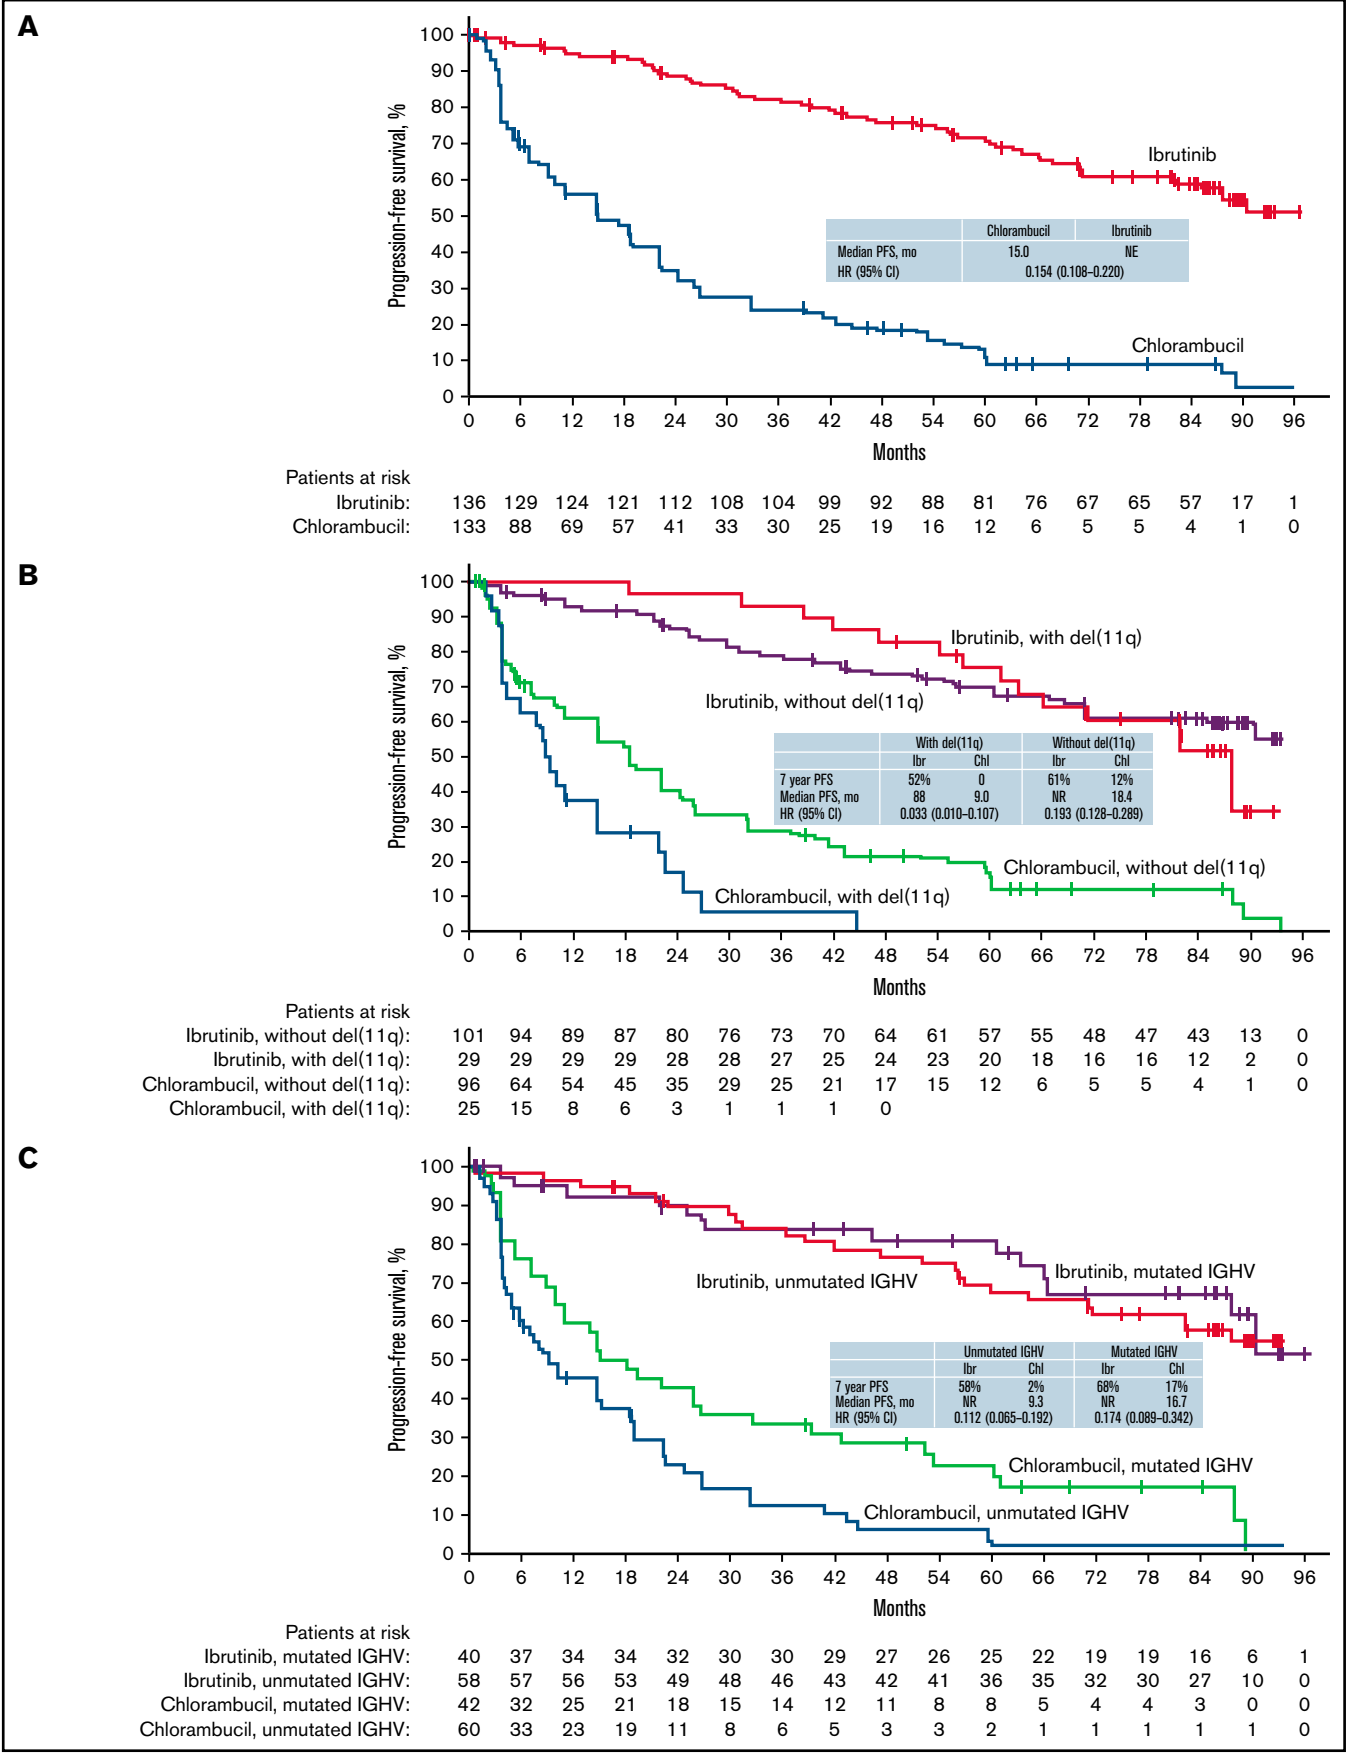 A
Progression-free survival, %
100
90
80
70
60
50
40
30
20
10
0
Ibrutinib
Chlorambucil Ibrutinib
Median PFS, mo 15.0 NE
HR (95% CI) 0.154 (0.108–0.220)
Chlorambucil
0 6 12 18 24 30 36 42 48 54 60 66 72 78 84 90 96
Months
Patients at risk
Ibrutinib: 136 129 124 121 112 108 104 99 92 88 81 76 67 65 57 17 1
Chlorambucil: 133 88 69 57 41 33 30 25 19 16 12 6 5 5 4 1 0
B
Progression-free survival, %
100
90
80
70
60
50
40
30
20
10
0
Ibrutinib, with del(11q)
Ibrutinib, without del(11q)
With del(11q) Without del(11q)
Ibr Chl Ibr Chl
7 year PFS 52% 0 61% 12%
Median PFS, mo 88 9.0 NR 18.4
HR (95% CI) 0.033 (0.010–0.107) 0.193 (0.128–0.289)
Chlorambucil, without del(11q)
Chlorambucil, with del(11q)
0 6 12 18 24 30 36 42 48 54 60 66 72 78 84 90 96
Months
Patients at risk
Ibrutinib, without del(11q): 101 94 89 87 80 76 73 70 64 61 57 55 48 47 43 13 0
Ibrutinib, with del(11q): 29 29 29 29 28 28 27 25 24 23 20 18 16 16 12 2 0
Chlorambucil, without del(11q): 96 64 54 45 35 29 25 21 17 15 12 6 5 5 4 1 0
Chlorambucil, with del(11q): 25 15 8 6 3 1 1 1 0
C
Progression-free survival, %
100
90
80
70
60
50
40
30
20
10
0
Ibrutinib, mutated IGHV
Ibrutinib, unmutated IGHV
Unmutated IGHV Mutated IGHV
Ibr Chl Ibr Chl
7 year PFS 58% 2% 68% 17%
Median PFS, mo NR 9.3 NR 16.7
HR (95% CI) 0.112 (0.065–0.192) 0.174 (0.089–0.342)
Chlorambucil, mutated IGHV
Chlorambucil, unmutated IGHV
0 6 12 18 24 30 36 42 48 54 60 66 72 78 84 90 96
Months
Patients at risk
Ibrutinib, mutated IGHV: 40 37 34 34 32 30 30 29 27 26 25 22 19 19 16 6 1
Ibrutinib, unmutated IGHV: 58 57 56 53 49 48 46 43 42 41 36 35 32 30 27 10 0
Chlorambucil, mutated IGHV: 42 32 25 21 18 15 14 12 11 8 8 5 4 4 3 0 0
Chlorambucil, unmutated IGHV: 60 33 23 19 11 8 6 5 3 3 2 1 1 1 1 1 0